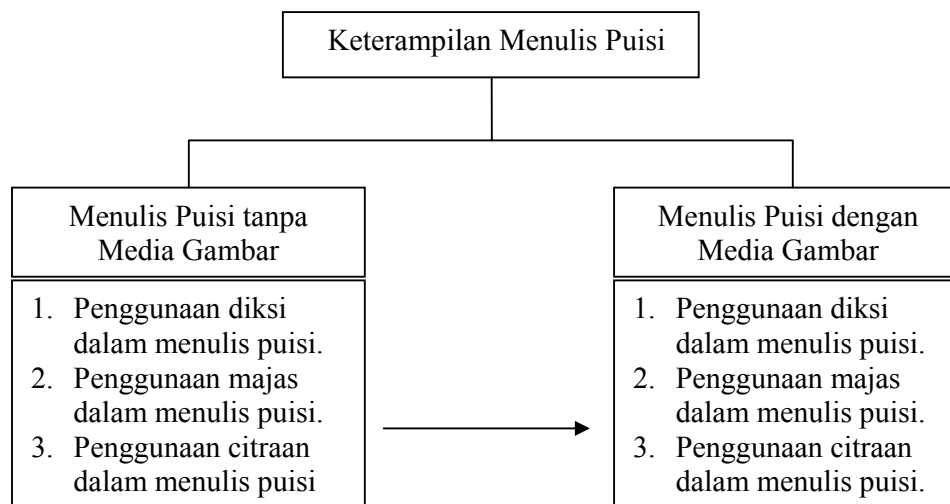 Keterampilan Menulis Puisi
Menulis Puisi tanpa
Media Gambar
1. Penggunaan diksi
dalam menulis puisi.
2. Penggunaan majas
dalam menulis puisi.
3. Penggunaan citraan
dalam menulis puisi
Menulis Puisi dengan
Media Gambar
1. Penggunaan diksi
dalam menulis puisi.
2. Penggunaan majas
dalam menulis puisi.
3. Penggunaan citraan
dalam menulis puisi.